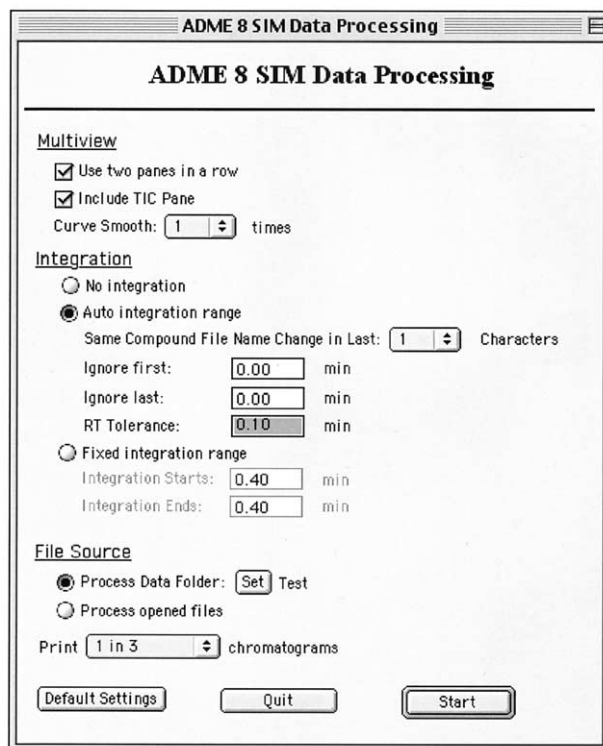 ADME 8 SIM Data Processing
ADME 8 SIM Data Processing
Multiview
Use two panes in a row
Include TIC Pane
Curve Smooth: 1 times
Integration
No integration
Auto integration range
Same Compound File Name Change in Last: 1 Characters
Ignore first: 0.00 min
Ignore last: 0.00 min
RT Tolerance: 0.10 min
Fixed integration range
Integration Starts: 0.40 min
Integration Ends: 0.40 min
File Source
Process Data Folder: Set Test
Process opened files
Print 1 in 3 chromatograms
Default Settings Quit Start